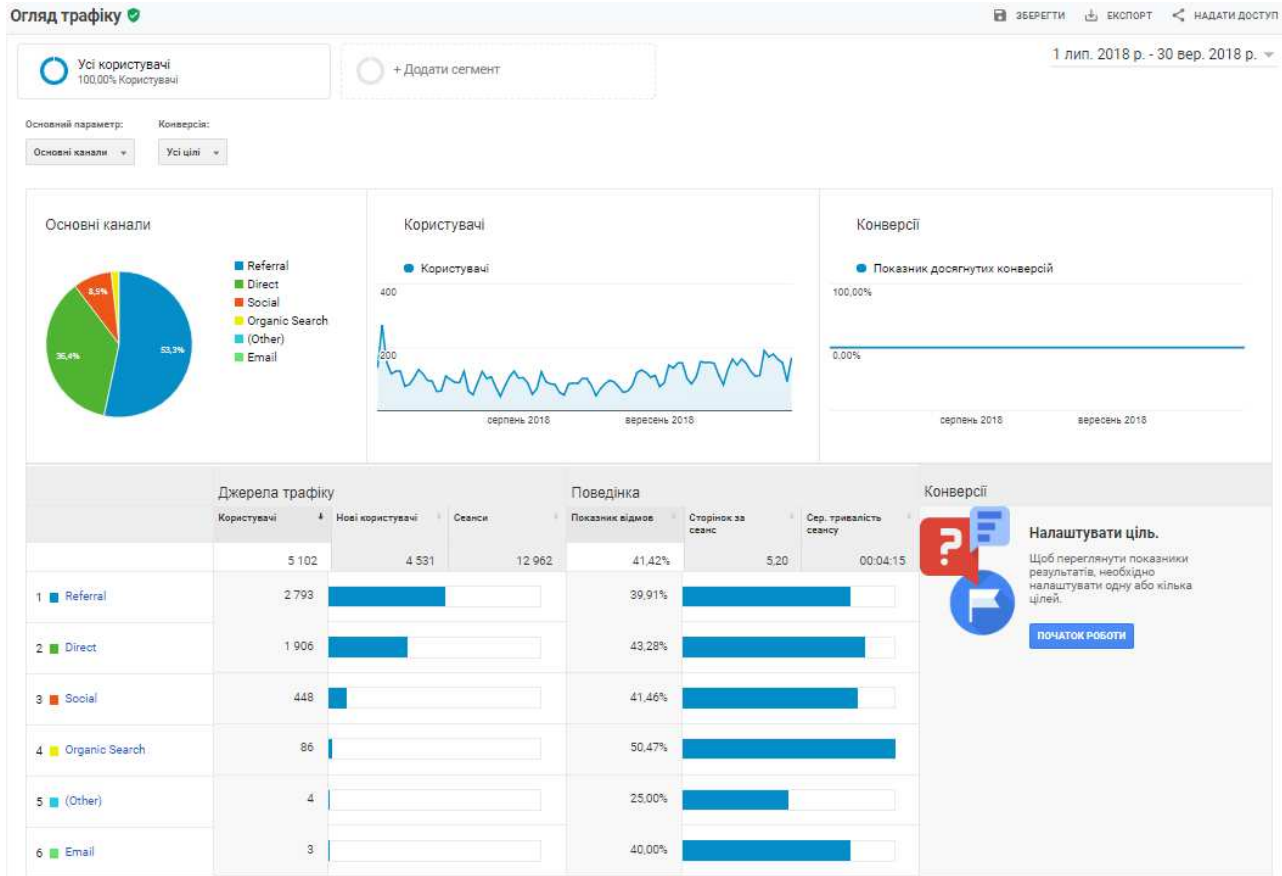 Огляд трафіку
ЗБЕРЕГТИ ЕКСПОРТ НАДАТИ ДОСТУП
Усі користувачі
100,00% Користувачі
+ Додати сегмент
1 лип. 2018 р. - 30 вер. 2018 р.
Основний параметр: Конверсія:
Основні канали Усі цілі
Основні канали
Referral
Direct
Social
Organic Search
(Other)
Email
8,5%
36,4%
53,3%
Користувачі
Користувачі
400
200
серпень 2018 вересень 2018
Конверсії
Показник досягнутих конверсій
100,00%
0,00%
серпень 2018 вересень 2018
Джерела трафіку Поведінка Конверсії
Користувачі Нові користувачі Сеанси Показник відмов Сторінок за сеанс Сер. тривалість сеансу
5 102 4 531 12 962 41,42% 5,20 00:04:15
1 Referral 2 793 39,91%
2 Direct 1 906 43,28%
3 Social 448 41,46%
4 Organic Search 86 50,47%
5 (Other) 4 25,00%
6 Email 3 40,00%
Налаштувати ціль.
Щоб переглянути показники
результатів, необхідно
налаштувати одну або кілька
цілей.
ПОЧАТОК РОБОТИ